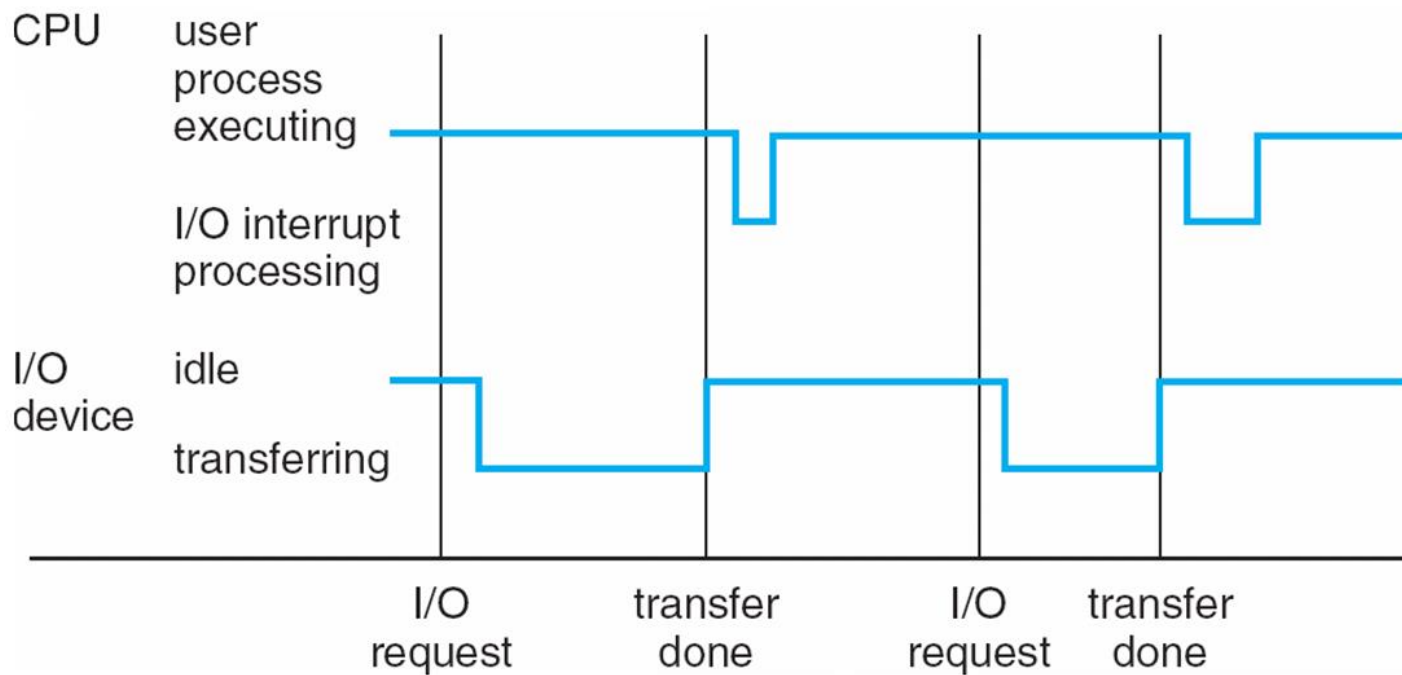 CPU
user
process
executing
I/O interrupt
processing
I/O
device
idle
transferring
I/O
request
transfer
done
I/O
request
transfer
done